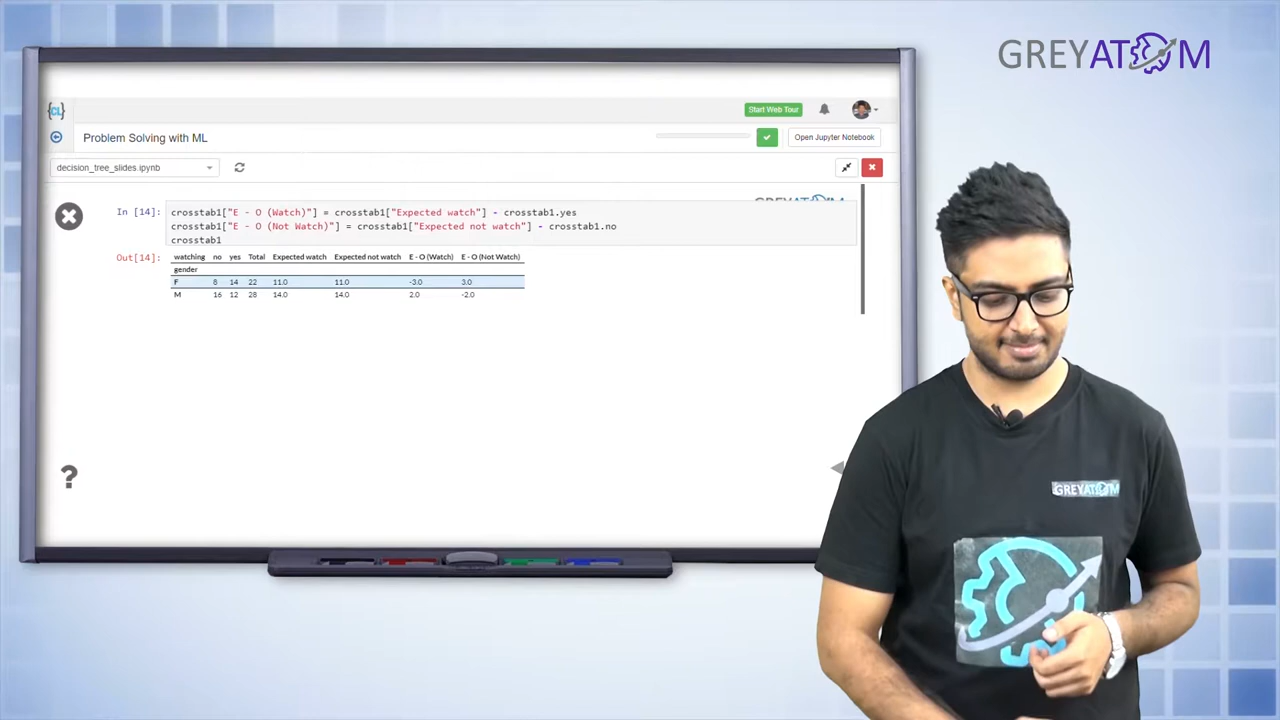 GREYATOM
{CL}
Start Web Tour
Problem Solving with ML
Open Jupyter Notebook
decision_tree_slides.ipynb
GREYATOM
In [14]: crosstab1["E - O (Watch)"] = crosstab1["Expected watch"] - crosstab1.yes
crosstab1["E - O (Not Watch)"] = crosstab1["Expected not watch"] - crosstab1.no
crosstab1
Out[14]: watching no yes Total Expected watch Expected not watch E - O (Watch) E - O (Not Watch)
gender
F 8 14 22 11.0 11.0 -3.0 3.0
M 16 12 28 14.0 14.0 2.0 -2.0
?
GREYATOM